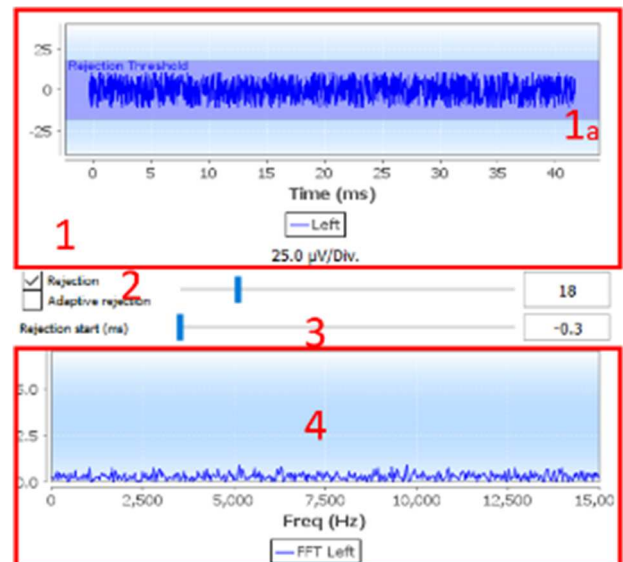 25
Rejection Threshold
0
-25
1a
0 5 10 15 20 25 30 35 40
Time (ms)
Left
1
25.0 µV/Div.
Rejection
2
18
Adaptive rejection
Rejection start (ms)
3
-0.3
5.0
4
2.5
0.0
0 2,500 5,000 7,500 10,000 12,500 15,00
Freq (Hz)
FFT Left